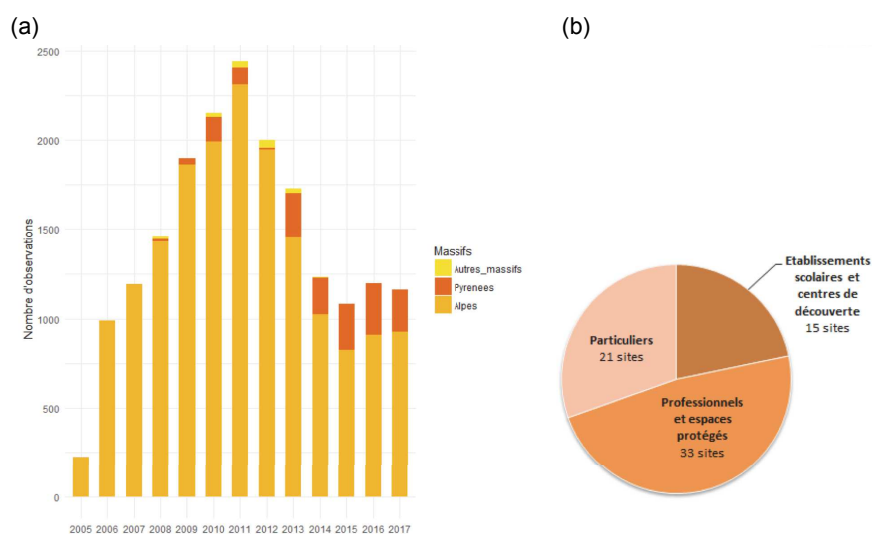 (a)
(b)
2500
2000
1500
1000
500
0
Nombre d'observations
2005 2006 2007 2008 2009 2010 2011 2012 2013 2014 2015 2016 2017
Massifs
Autres_massifs
Pyrenees
Alpes
Etablissements
scolaires et
centres de
découverte
15 sites
Particuliers
21 sites
Professionnels
et espaces
protégés
33 sites